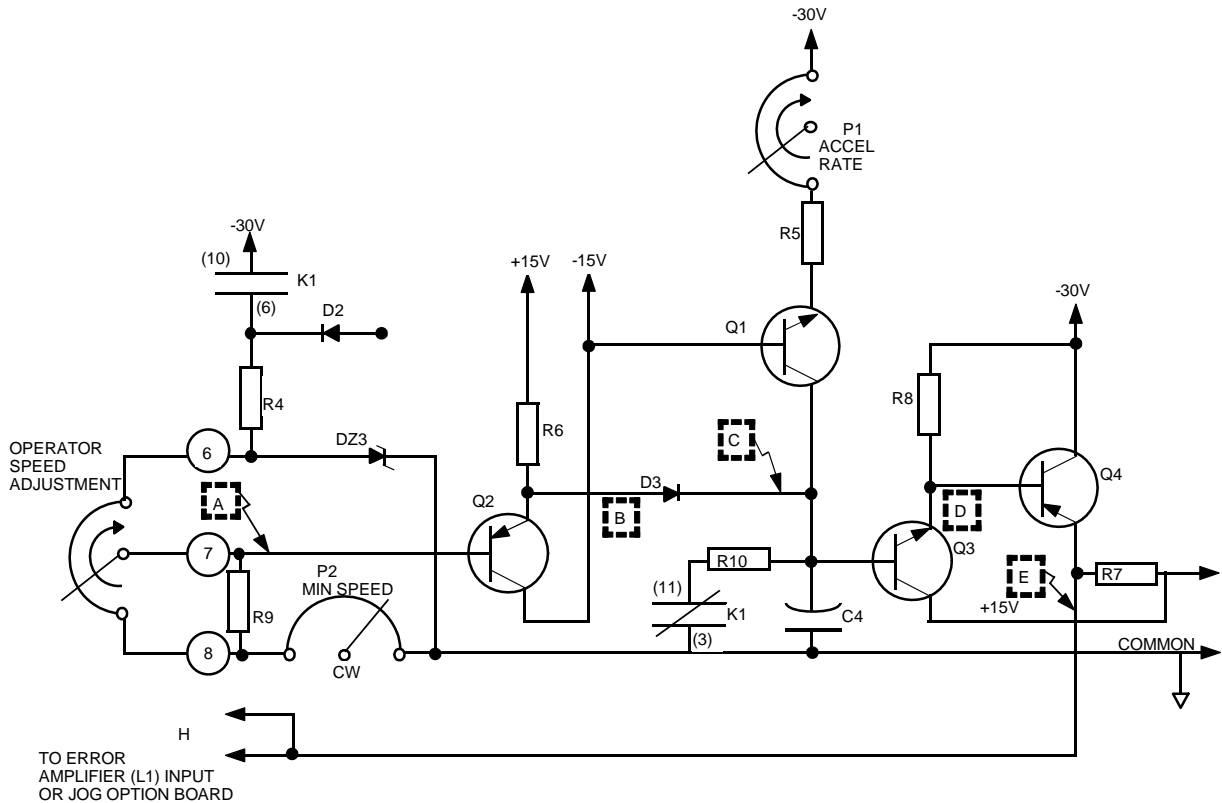 -30V
P1
ACCEL
RATE
R5
-30V
(10)
K1
(6)
D2
+15V
-15V
Q1
-30V
R4
R6
R8
OPERATOR
SPEED
ADJUSTMENT
6
DZ3
C
Q4
A
D3
B
Q2
D
7
Q3
P2
MIN SPEED
R10
E
R7
(11)
K1
(3)
C4
+15V
R9
8
CW
COMMON
H
TO ERROR
AMPLIFIER (L1) INPUT
OR JOG OPTION BOARD